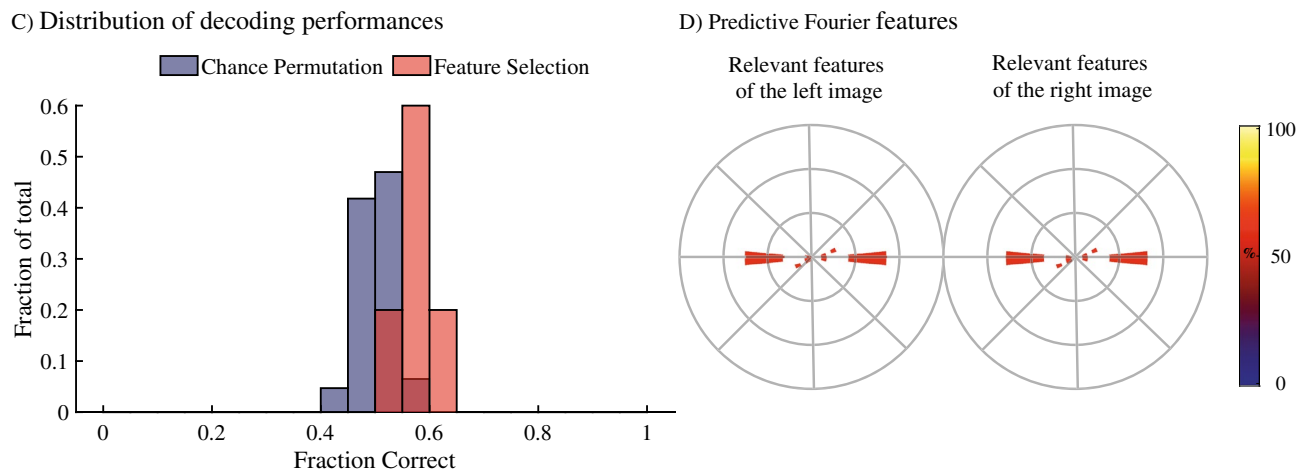 C) Distribution of decoding performances
Chance Permutation
Feature Selection
0.6
0.5
0.4
0.3
0.2
0.1
0
Fraction of total
0
0.2
0.4
0.6
0.8
1
Fraction Correct
D) Predictive Fourier features
Relevant features
of the left image
Relevant features
of the right image
100
%
50
0